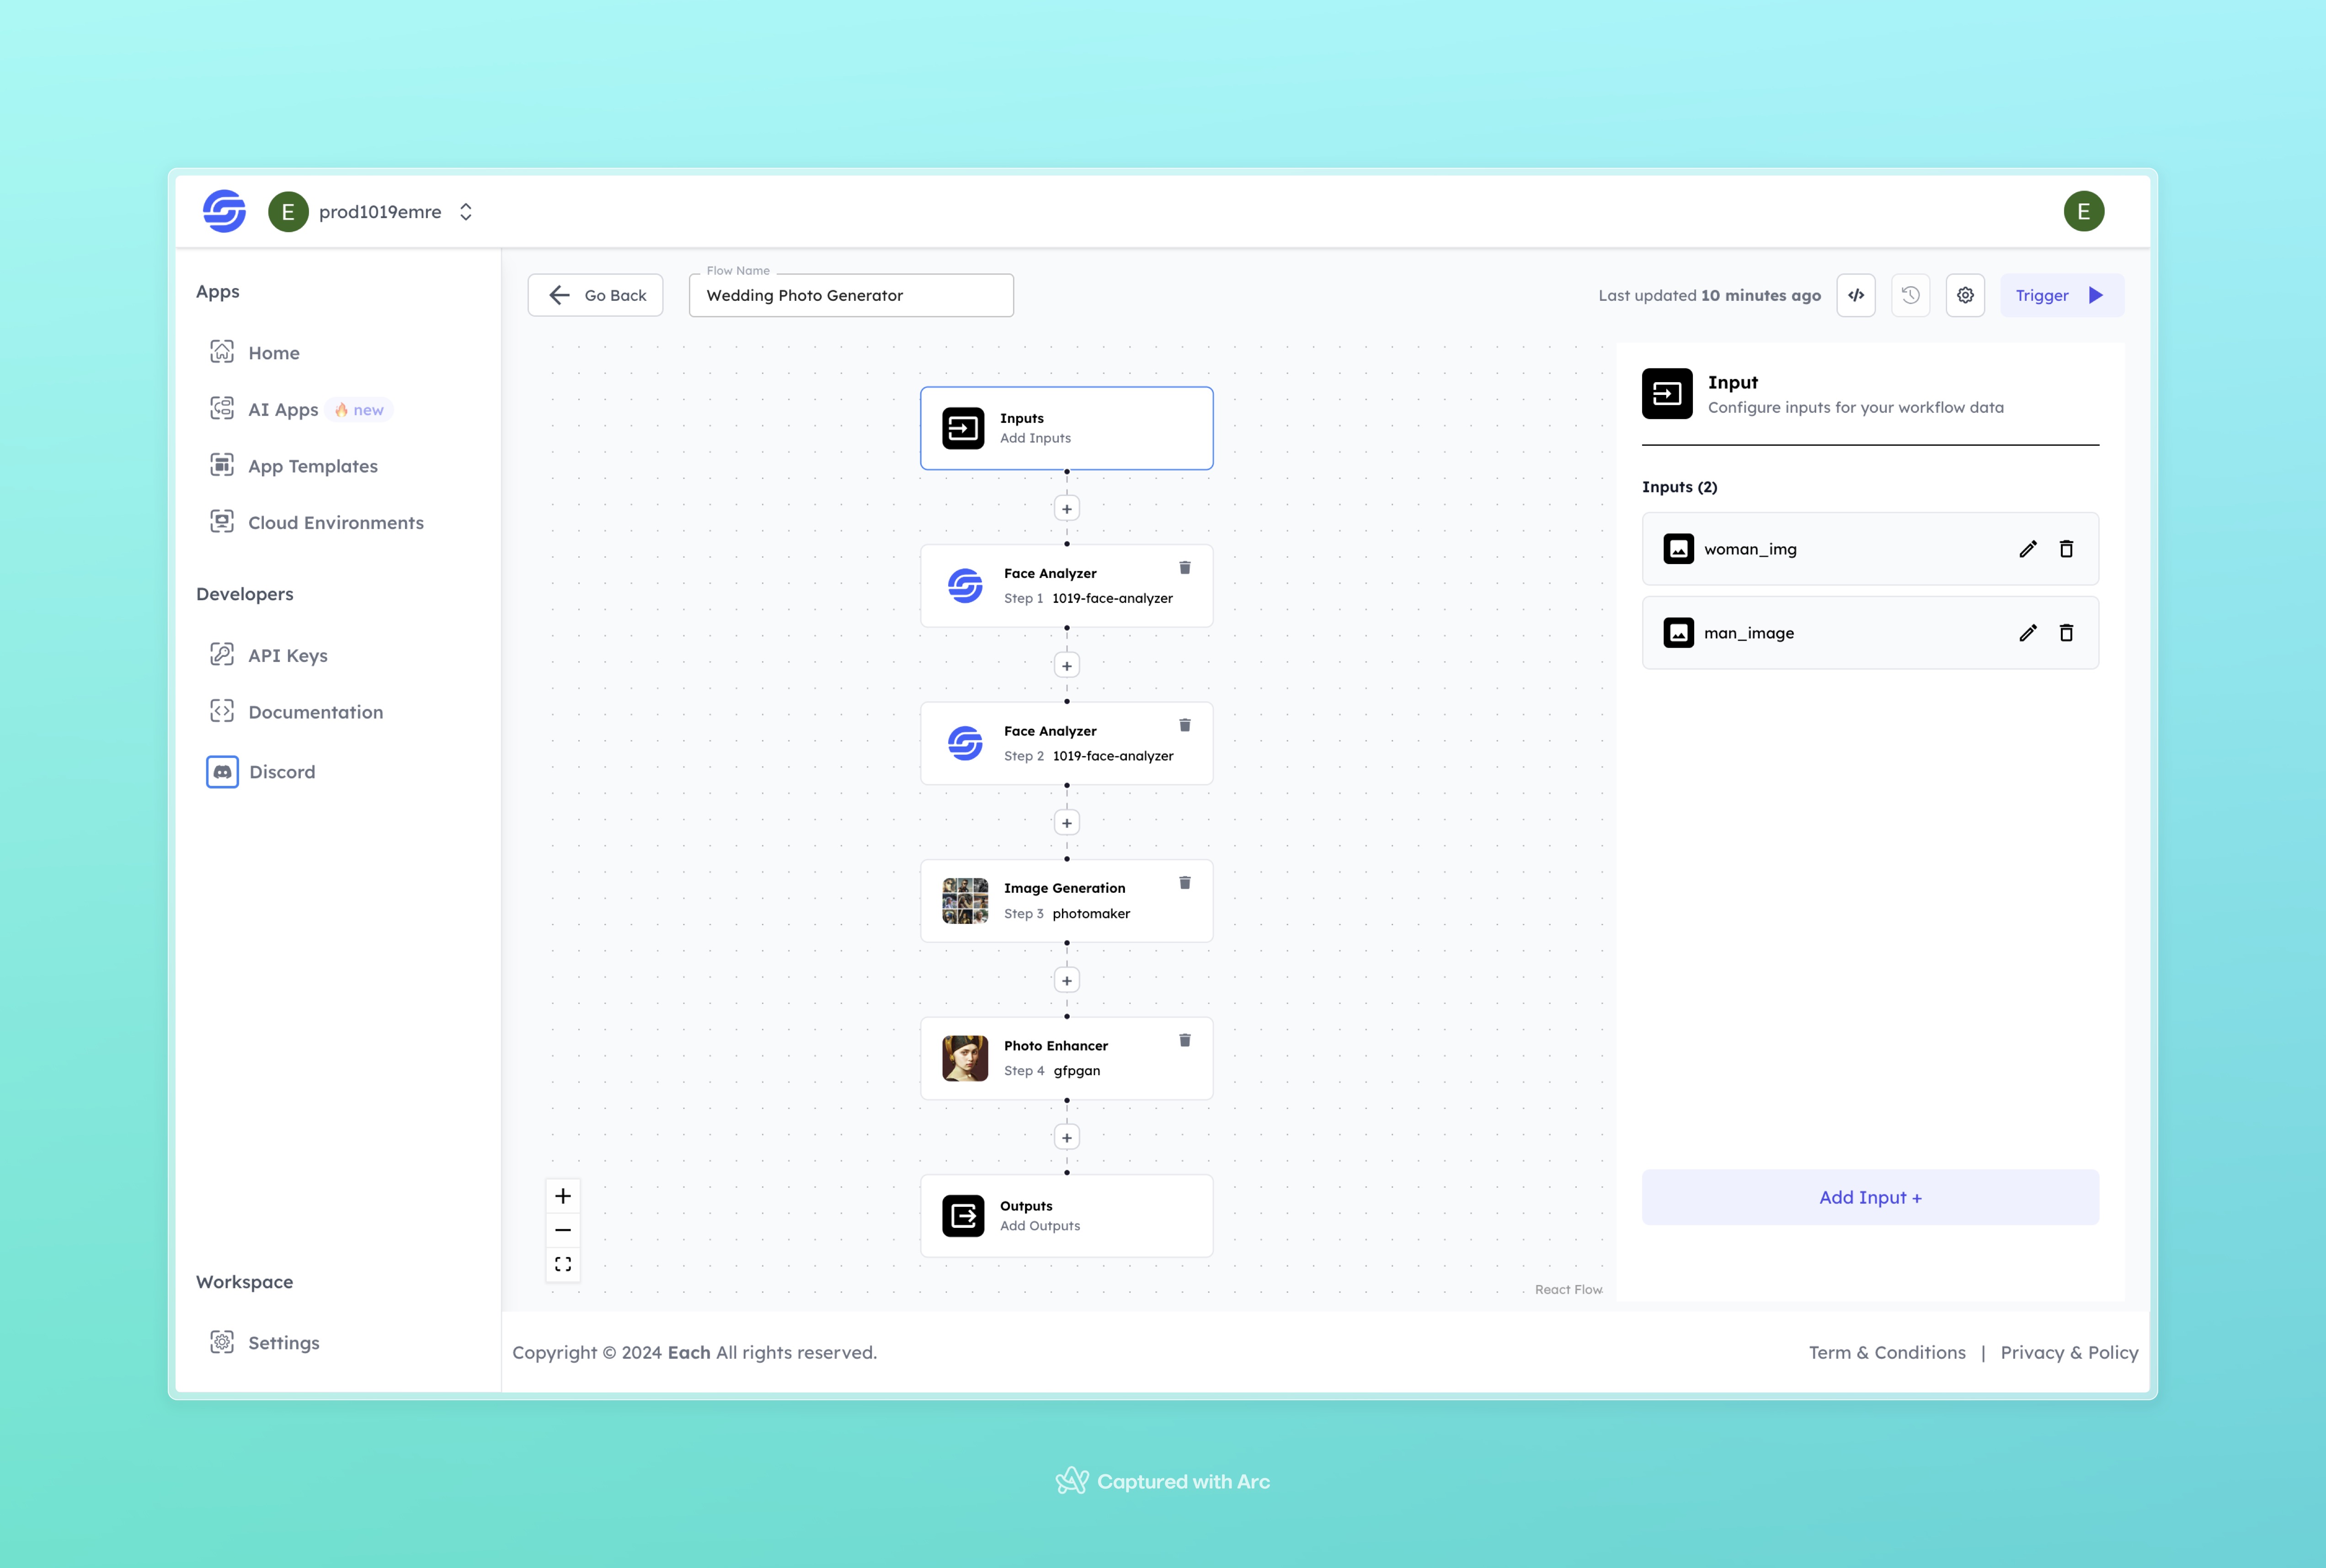 E prod1019emre
E
Apps
Home
AI Apps 🔥 new
App Templates
Cloud Environments
Developers
API Keys
Documentation
Discord
Workspace
Settings
Go Back
Flow Name
Wedding Photo Generator
Last updated 10 minutes ago
Trigger
Inputs
Add Inputs
+
Face Analyzer
Step 1 1019-face-analyzer
+
Face Analyzer
Step 2 1019-face-analyzer
+
Image Generation
Step 3 photomaker
+
Photo Enhancer
Step 4 gfpgan
+
Outputs
Add Outputs
React Flow
Input
Configure inputs for your workflow data
Inputs (2)
woman_img
man_image
Add Input +
Copyright © 2024 Each All rights reserved.
Term & Conditions | Privacy & Policy
Captured with Arc